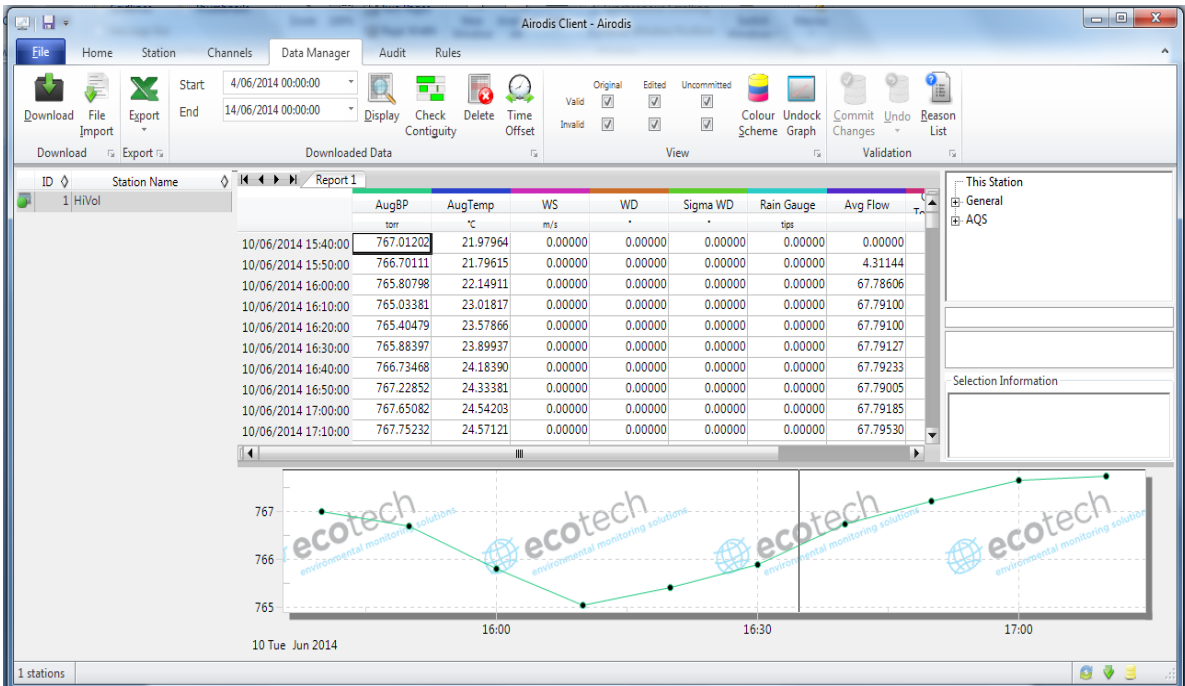 Airodis Client - Airodis
File Home Station Channels Data Manager Audit Rules
Download
File Import
Export
Start 4/06/2014 00:00:00
End 14/06/2014 00:00:00
Display
Check Contiguity
Delete
Time Offset
Original Edited Uncommitted
Valid
Invalid
Colour Scheme
Undock Graph
Commit Changes
Undo
Reason List
Download Export Downloaded Data View Validation
ID Station Name
1 HiVol
Report 1
AugBP AugTemp WS WD Sigma WD Rain Gauge Avg Flow
torr °C m/s ° ° tips
10/06/2014 15:40:00 767.01202 21.97964 0.00000 0.00000 0.00000 0.00000 0.00000
10/06/2014 15:50:00 766.70111 21.79615 0.00000 0.00000 0.00000 0.00000 4.31144
10/06/2014 16:00:00 765.80798 22.14911 0.00000 0.00000 0.00000 0.00000 67.78606
10/06/2014 16:10:00 765.03381 23.01817 0.00000 0.00000 0.00000 0.00000 67.79100
10/06/2014 16:20:00 765.40479 23.57866 0.00000 0.00000 0.00000 0.00000 67.79100
10/06/2014 16:30:00 765.88397 23.89937 0.00000 0.00000 0.00000 0.00000 67.79127
10/06/2014 16:40:00 766.73468 24.18390 0.00000 0.00000 0.00000 0.00000 67.79233
10/06/2014 16:50:00 767.22852 24.33381 0.00000 0.00000 0.00000 0.00000 67.79005
10/06/2014 17:00:00 767.65082 24.54203 0.00000 0.00000 0.00000 0.00000 67.79185
10/06/2014 17:10:00 767.75232 24.57121 0.00000 0.00000 0.00000 0.00000 67.79530
This Station
General
AQS
Selection Information
767
766
765
ecotech environmental monitoring solutions
ecotech environmental monitoring solutions
ecotech environmental monitoring solutions
ecotech environmental monitoring solutions
16:00 16:30 17:00
10 Tue Jun 2014
1 stations